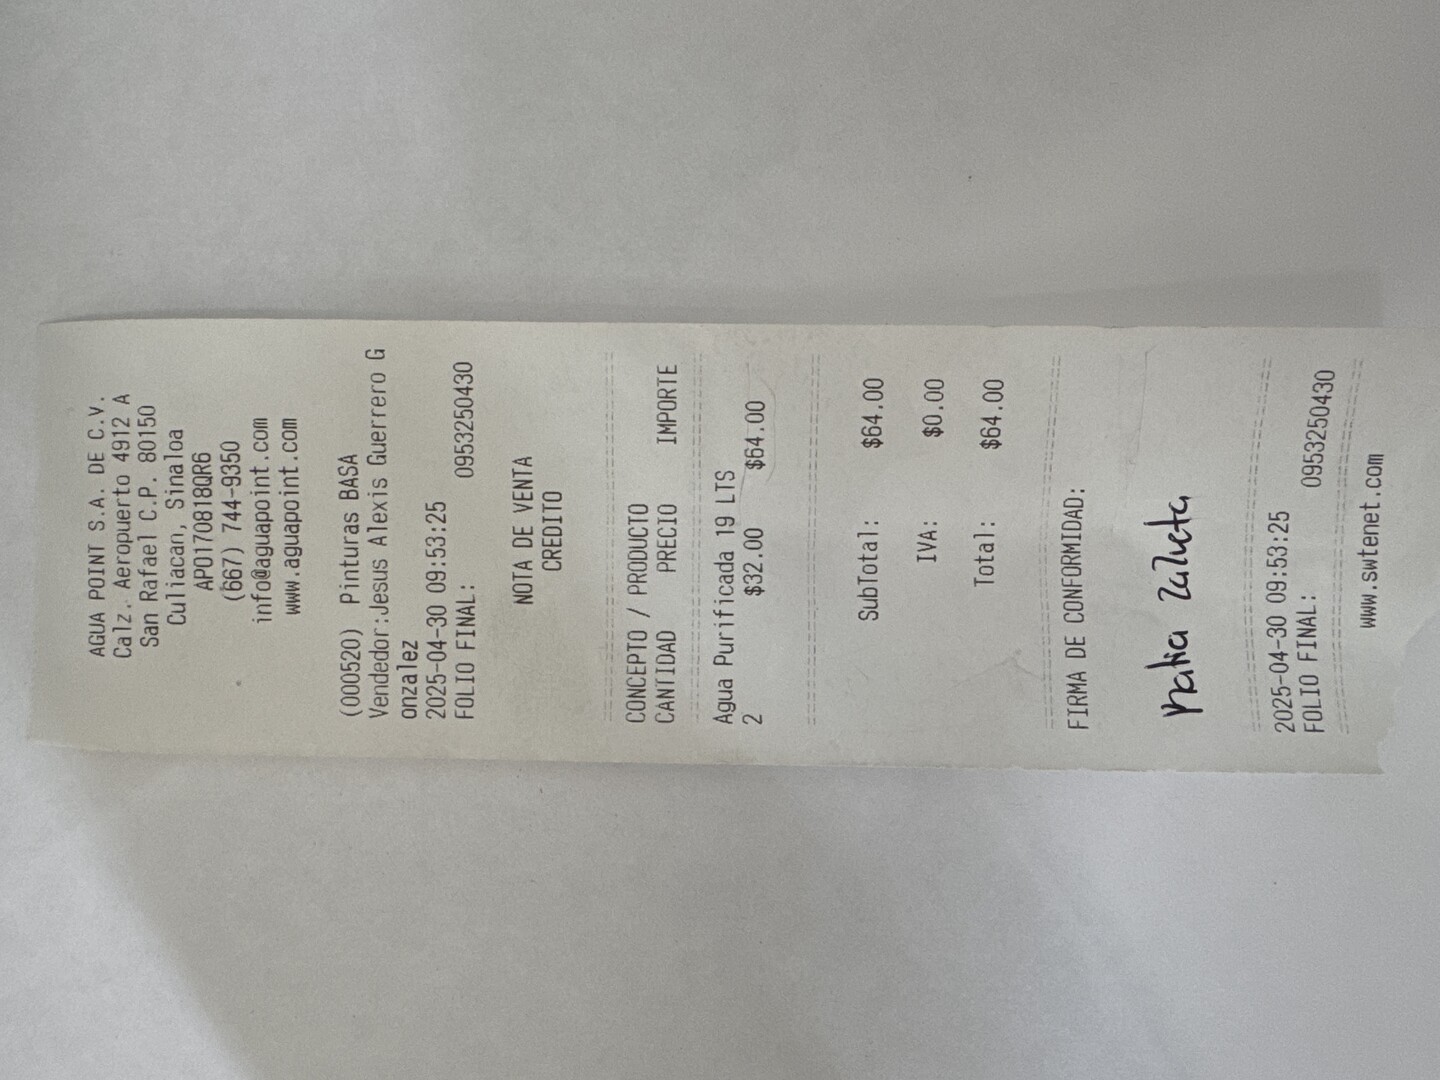 AGUA POINT S.A. DE C.V.
Calz. Aeropuerto 4912 A
San Rafael C.P. 80150
Culiacan, Sinaloa
APO170818QR6
(667) 744-9350
info@aguapoint.com
www.aguapoint.com
(000520) Pinturas BASA
Vendedor:Jesus Alexis Guerrero G
onzalez
2025-04-30 09:53:25
FOLIO FINAL: 0953250430
NOTA DE VENTA
CREDITO
CONCEPTO / PRODUCTO
CANTIDAD PRECIO IMPORTE
Agua Purificada 19 LTS
2 $32.00 $64.00
SubTotal: $64.00
IVA: $0.00
Total: $64.00
FIRMA DE CONFORMIDAD:
2025-04-30 09:53:25
FOLIO FINAL: 0953250430
www.swtenet.com